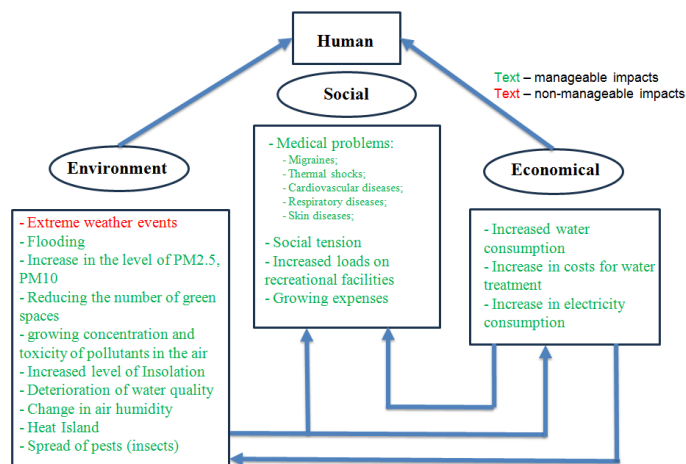 Human
Text – manageable impacts
Text – non-manageable impacts
Social
Environment
Economical
- Medical problems:
- Migraines;
- Thermal shocks;
- Cardiovascular diseases;
- Respiratory diseases;
- Skin diseases;
- Social tension
- Increased loads on
recreational facilities
- Growing expenses
- Extreme weather events
- Flooding
- Increase in the level of PM2.5,
PM10
- Reducing the number of green
spaces
- growing concentration and
toxicity of pollutants in the air
- Increased level of Insolation
- Deterioration of water quality
- Change in air humidity
- Heat Island
- Spread of pests (insects)
- Increased water
consumption
- Increase in costs for water
treatment
- Increase in electricity
consumption